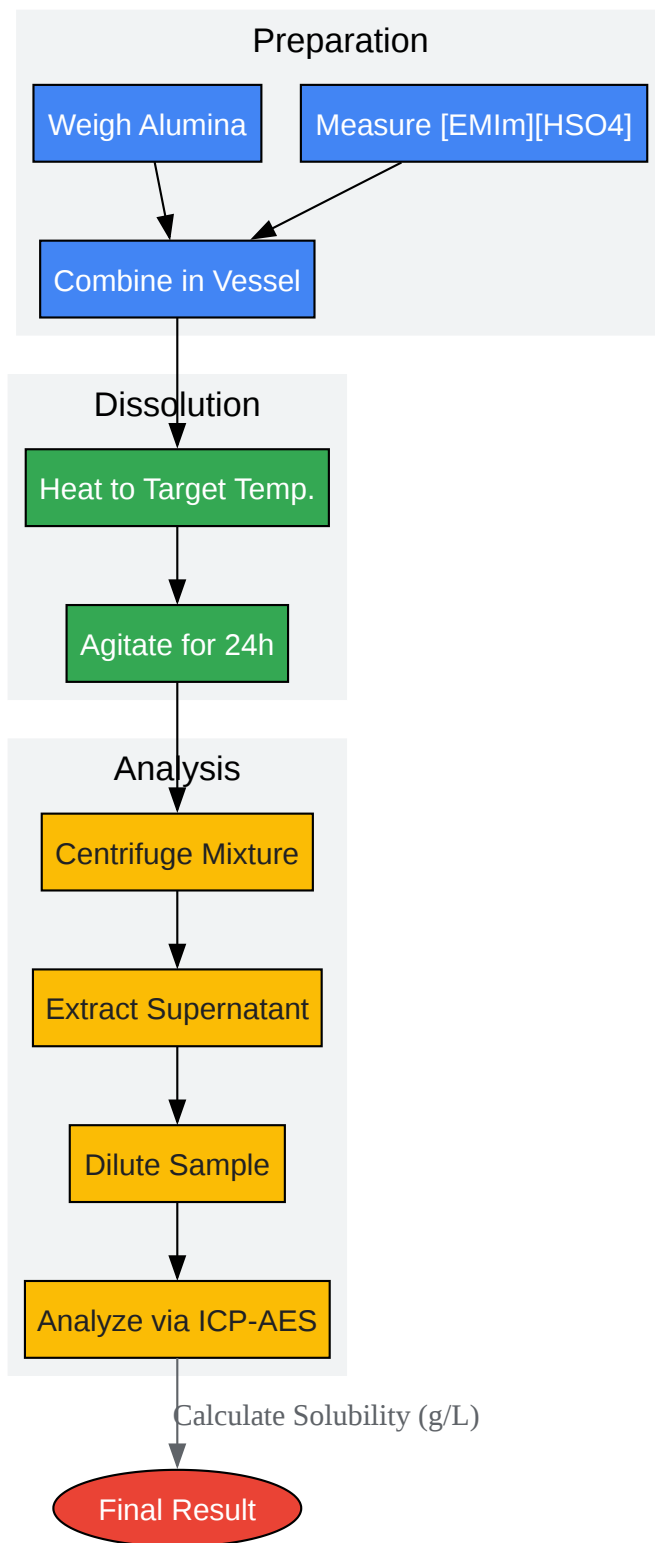 Preparation
Weigh Alumina
Measure [EMIm][HSO4]
Combine in Vessel
Dissolution
Heat to Target Temp.
Agitate for 24h
Analysis
Centrifuge Mixture
Extract Supernatant
Dilute Sample
Analyze via ICP-AES
Calculate Solubility (g/L)
Final Result